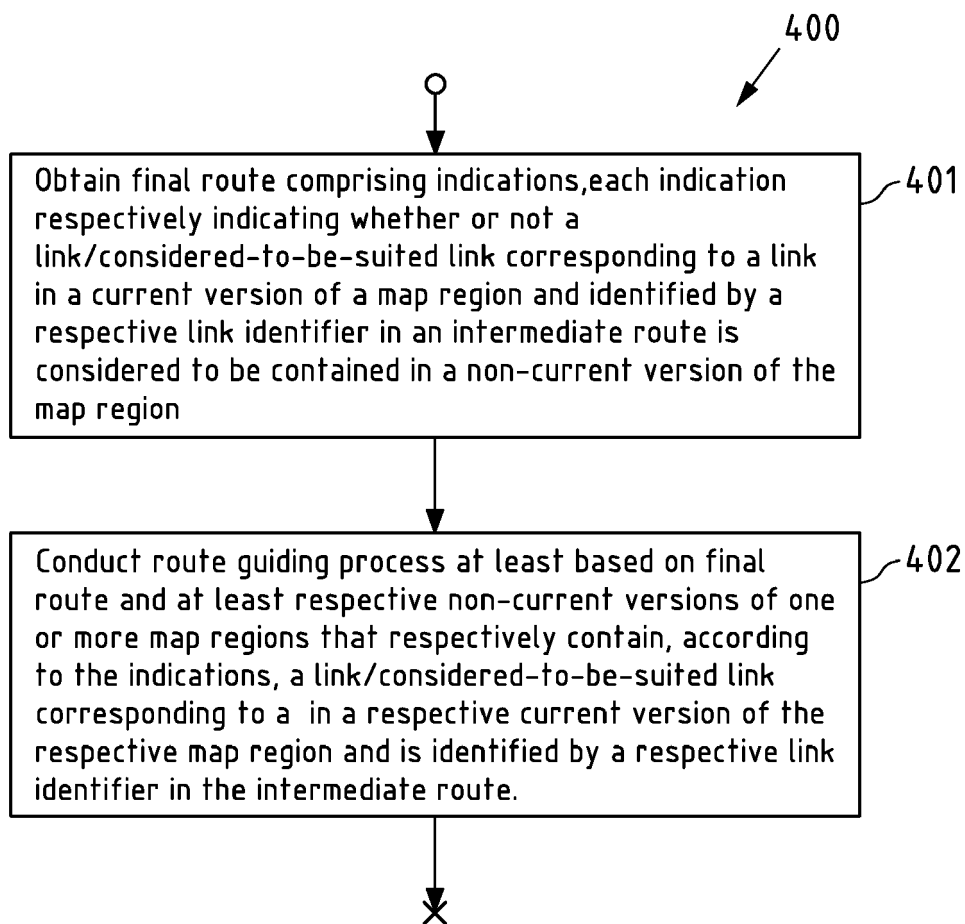 400
Obtain final route comprising indications,each indication
respectively indicating whether or not a
link/considered-to-be-suited link corresponding to a link
in a current version of a map region and identified by a
respective link identifier in an intermediate route is
considered to be contained in a non-current version of the
map region
401
Conduct route guiding process at least based on final
route and at least respective non-current versions of one
or more map regions that respectively contain, according
to the indications, a link/considered-to-be-suited link
corresponding to a in a respective current version of the
respective map region and is identified by a respective link
identifier in the intermediate route.
402